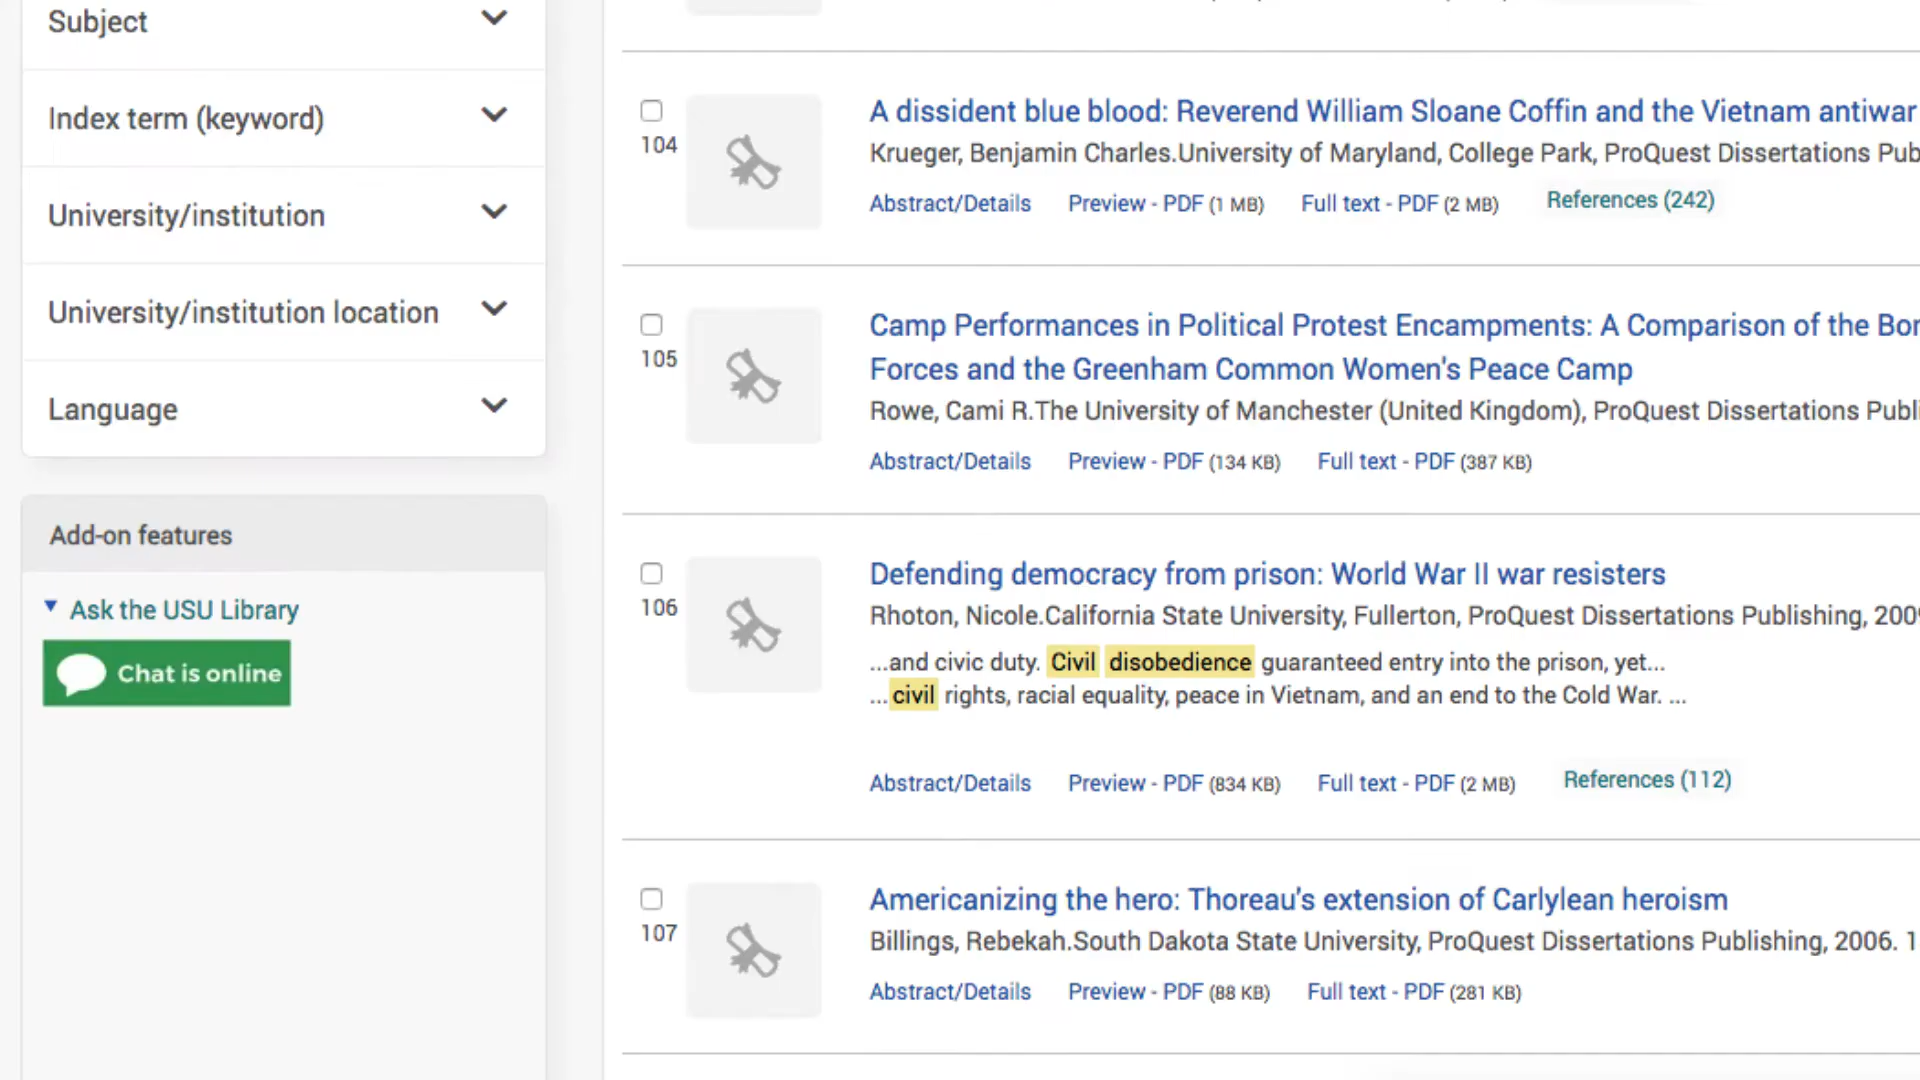 Subject
Index term (keyword)
University/institution
University/institution location
Language
Add-on features
Ask the USU Library
Chat is online
104
A dissident blue blood: Reverend William Sloane Coffin and the Vietnam antiwar
Krueger, Benjamin Charles.University of Maryland, College Park, ProQuest Dissertations Pub
Abstract/Details Preview - PDF (1 MB) Full text - PDF (2 MB) References (242)
105
Camp Performances in Political Protest Encampments: A Comparison of the Bon
Forces and the Greenham Common Women's Peace Camp
Rowe, Cami R.The University of Manchester (United Kingdom), ProQuest Dissertations Publi
Abstract/Details Preview - PDF (134 KB) Full text - PDF (387 KB)
106
Defending democracy from prison: World War II war resisters
Rhoton, Nicole.California State University, Fullerton, ProQuest Dissertations Publishing, 2009
...and civic duty. Civil disobedience guaranteed entry into the prison, yet...
...civil rights, racial equality, peace in Vietnam, and an end to the Cold War. ...
Abstract/Details Preview - PDF (834 KB) Full text - PDF (2 MB) References (112)
107
Americanizing the hero: Thoreau's extension of Carlylean heroism
Billings, Rebekah.South Dakota State University, ProQuest Dissertations Publishing, 2006. 1
Abstract/Details Preview - PDF (88 KB) Full text - PDF (281 KB)